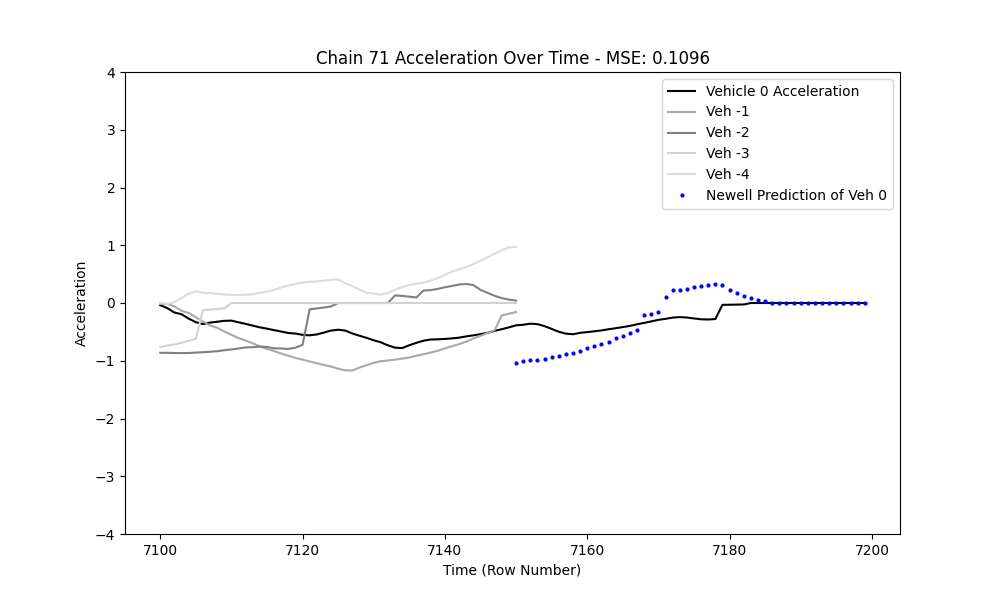 Chain 71 Acceleration Over Time - MSE: 0.1096
Vehicle 0 Acceleration
Veh -1
Veh -2
Veh -3
Veh -4
Newell Prediction of Veh 0
Acceleration
4
3
2
1
0
−1
−2
−3
−4
7100
7120
7140
7160
7180
7200
Time (Row Number)